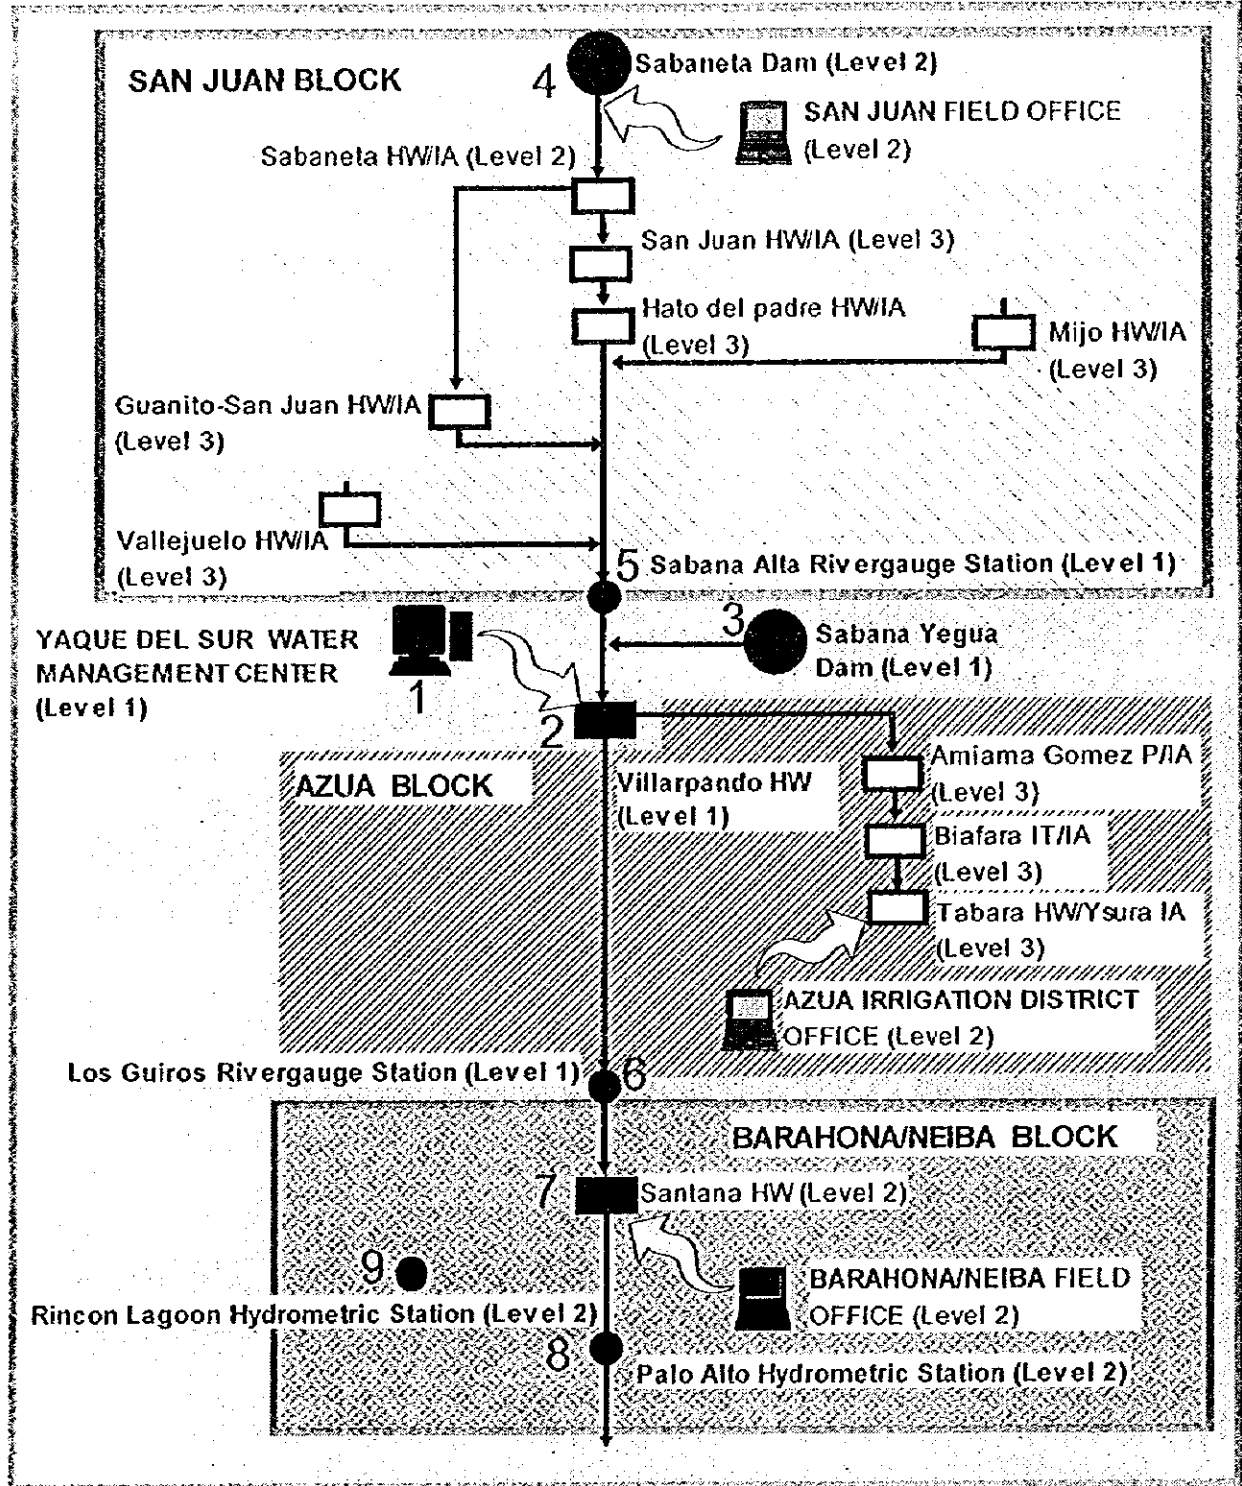 SAN JUAN BLOCK
4
Sabaneta Dam (Level 2)
SAN JUAN FIELD OFFICE
(Level 2)
Sabaneta HW/IA (Level 2)
San Juan HW/IA (Level 3)
Hato del padre HW/IA
(Level 3)
Mijo HW/IA
(Level 3)
Guanito-San Juan HW/IA
(Level 3)
Vallejuelo HW/IA
(Level 3)
5
Sabana Alta Rivergauge Station (Level 1)
YAQUE DEL SUR WATER
MANAGEMENT CENTER
(Level 1)
1
3
Sabana Yegua
Dam (Level 1)
2
AZUA BLOCK
Villarpando HW
(Level 1)
Amiama Gomez P/IA
(Level 3)
Biafara IT/IA
(Level 3)
Tabara HW/Ysura IA
(Level 3)
AZUA IRRIGATION DISTRICT
OFFICE (Level 2)
Los Guiros Rivergauge Station (Level 1)
6
BARAHONA/NEIBA BLOCK
7
Santana HW (Level 2)
9
Rincon Lagoon Hydrometric Station (Level 2)
BARAHONA/NEIBA FIELD
OFFICE (Level 2)
8
Palo Alto Hydrometric Station (Level 2)